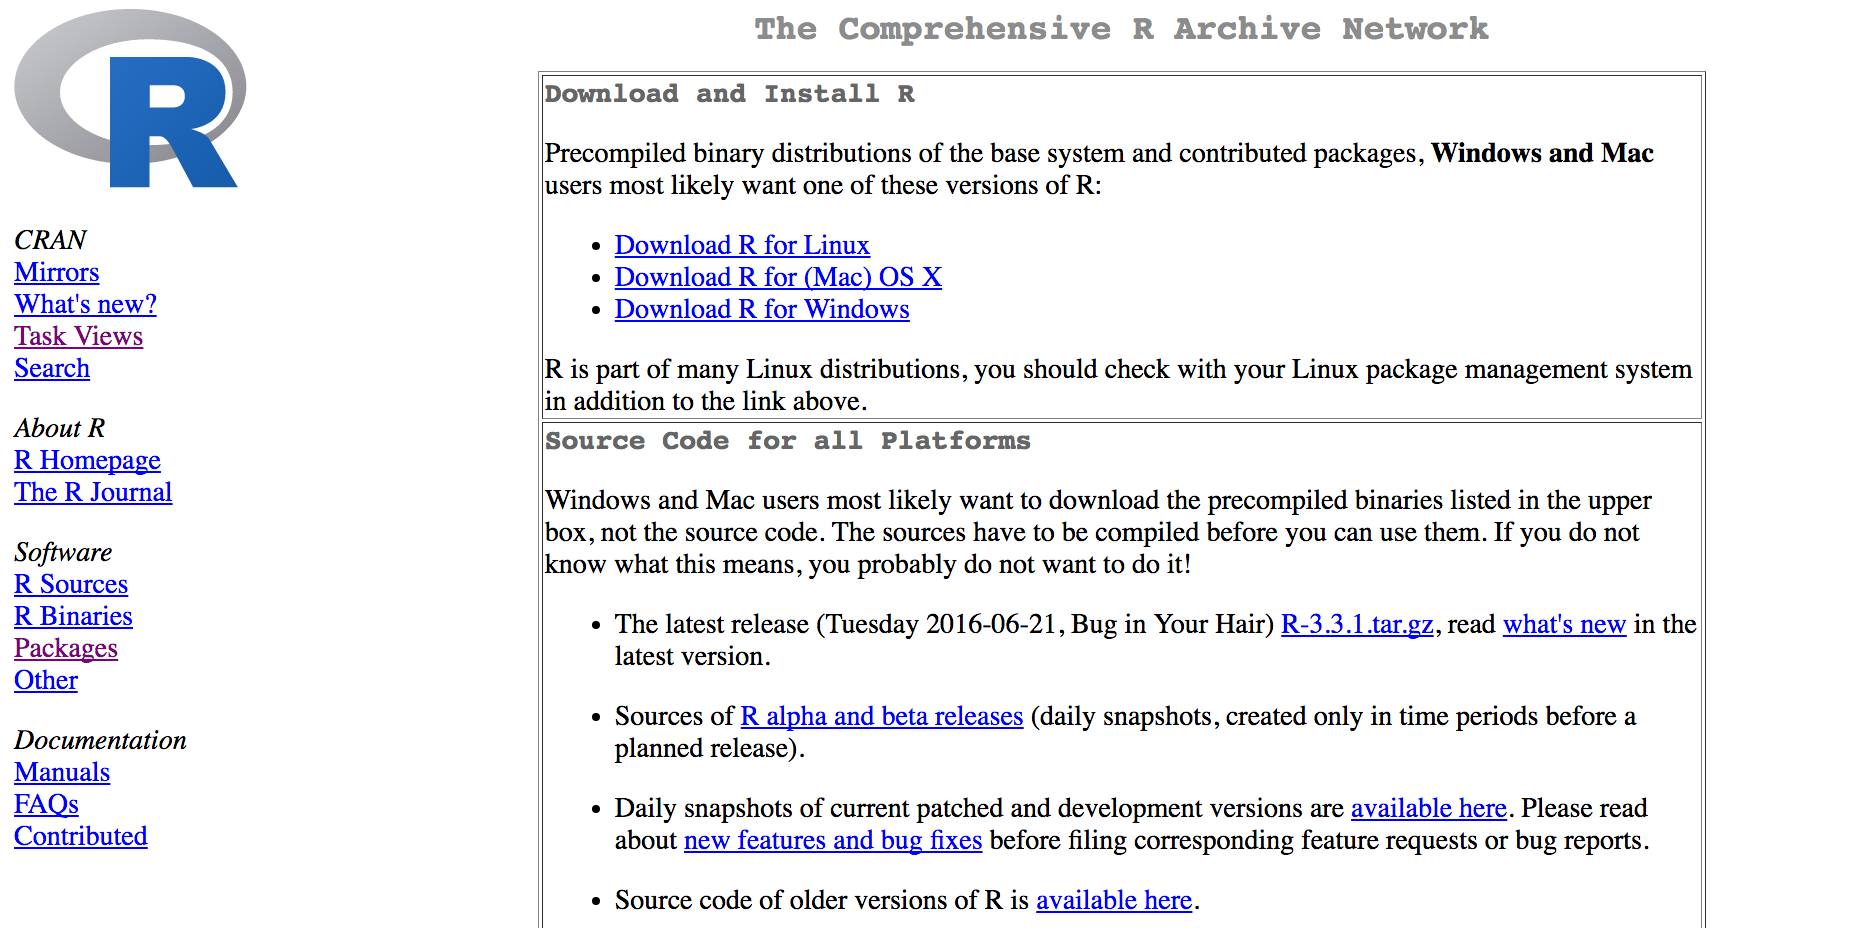 R
CRAN
Mirrors
What's new?
Task Views
Search
About R
R Homepage
The R Journal
Software
R Sources
R Binaries
Packages
Other
Documentation
Manuals
FAQs
Contributed
The Comprehensive R Archive Network
Download and Install R
Precompiled binary distributions of the base system and contributed packages, Windows and Mac
users most likely want one of these versions of R:
• Download R for Linux
• Download R for (Mac) OS X
• Download R for Windows
R is part of many Linux distributions, you should check with your Linux package management system
in addition to the link above.
Source Code for all Platforms
Windows and Mac users most likely want to download the precompiled binaries listed in the upper
box, not the source code. The sources have to be compiled before you can use them. If you do not
know what this means, you probably do not want to do it!
• The latest release (Tuesday 2016-06-21, Bug in Your Hair) R-3.3.1.tar.gz, read what's new in the
latest version.
• Sources of R alpha and beta releases (daily snapshots, created only in time periods before a
planned release).
• Daily snapshots of current patched and development versions are available here. Please read
about new features and bug fixes before filing corresponding feature requests or bug reports.
• Source code of older versions of R is available here.